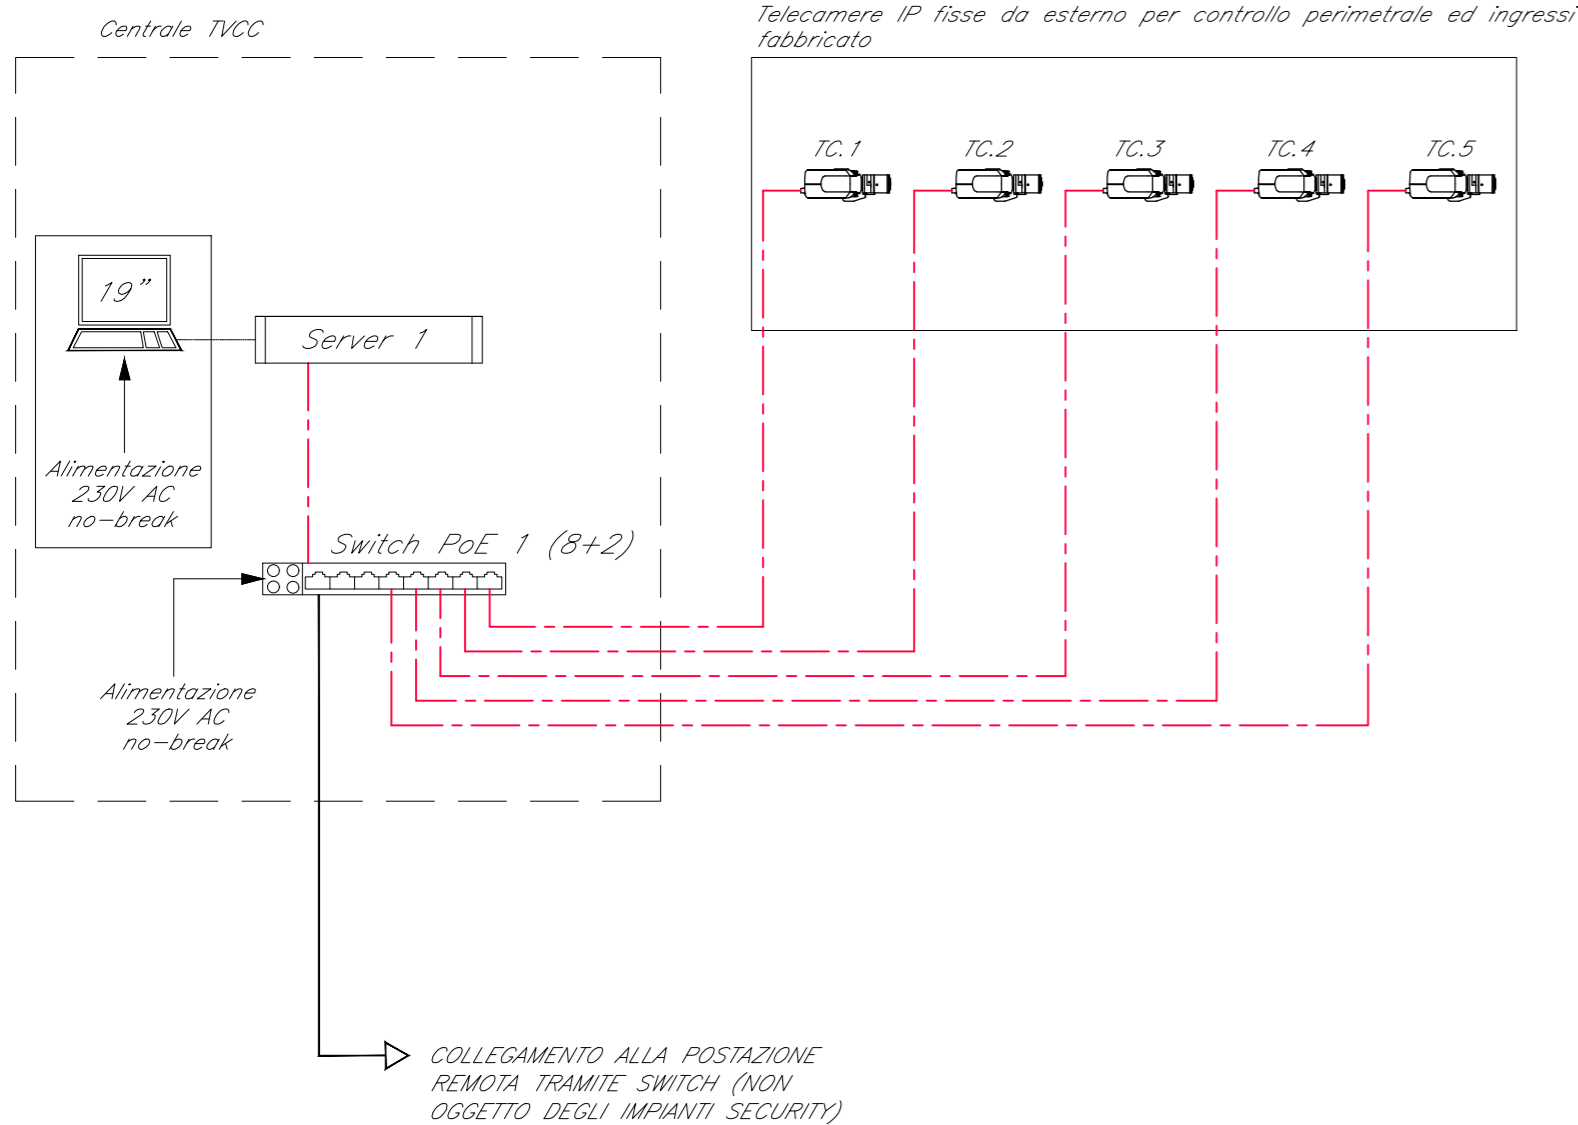 Centrale TVCC
Telecamere IP fisse da esterno per controllo perimetrale ed ingressi
fabbricato
TC.1
TC.2
TC.3
TC.4
TC.5
19"
Server 1
Alimentazione
230V AC
no-break
Switch PoE 1 (8+2)
Alimentazione
230V AC
no-break
COLLEGAMENTO ALLA POSTAZIONE
REMOTA TRAMITE SWITCH (NON
OGGETTO DEGLI IMPIANTI SECURITY)